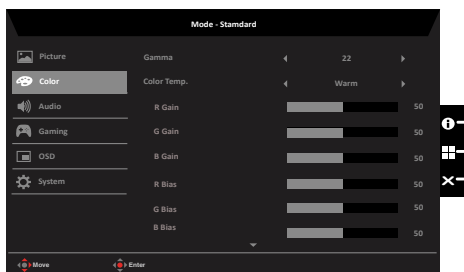 Mode - Stamdard
Picture
Gamma
22
Color
Color Temp.
Warm
Audio
R Gain
50
Gaming
G Gain
50
OSD
B Gain
50
System
R Bias
50
G Bias
50
B Bias
50
Move
Enter